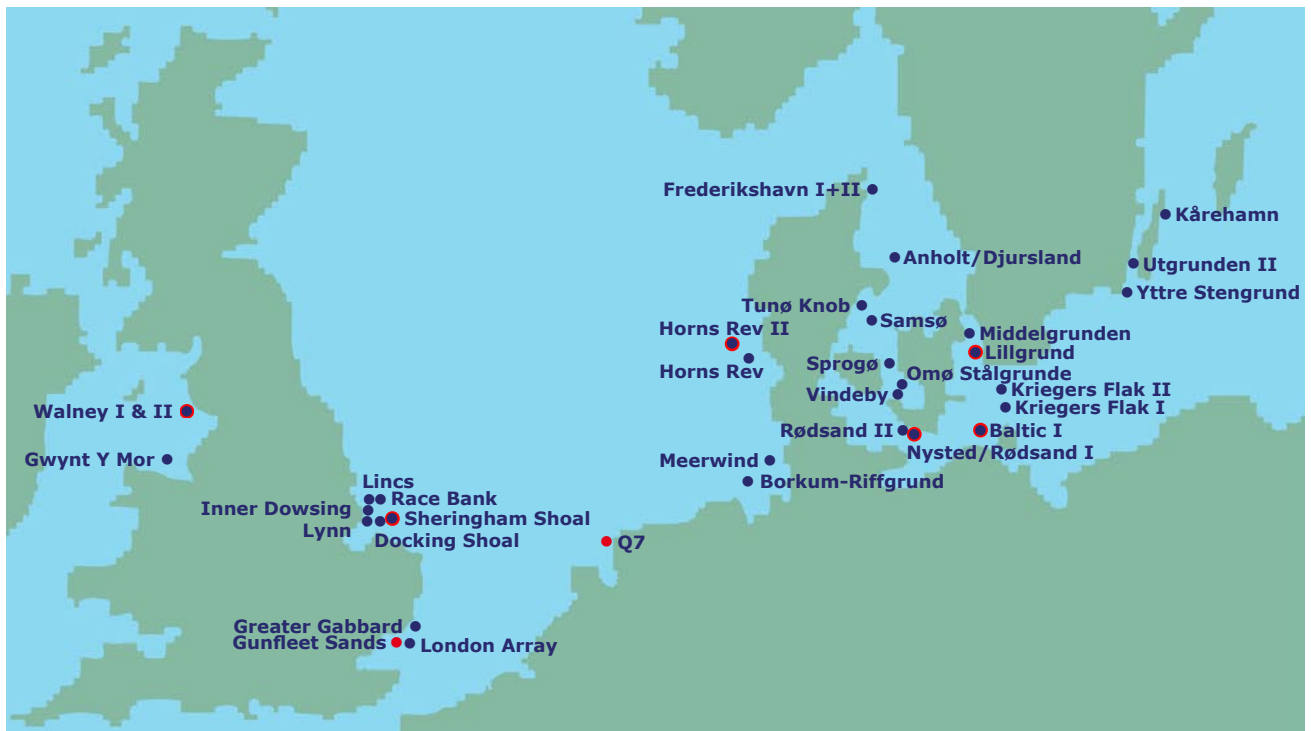 Frederikshavn I+II
Kårehamn
Anholt/Djursland
Utgrunden II
Yttre Stengrund
Tunø Knob
Samsø
Horns Rev II
Middelgrunden
Lillgrund
Horns Rev
Sprogø
Omø Stålgrunde
Vindeby
Kriegers Flak II
Kriegers Flak I
Walney I & II
Rødsand II
Baltic I
Nysted/Rødsand I
Gwynt Y Mor
Meerwind
Borkum-Riffgrund
Lincs
Race Bank
Inner Dowsing
Sheringham Shoal
Lynn
Docking Shoal
Q7
Greater Gabbard
Gunfleet Sands
London Array